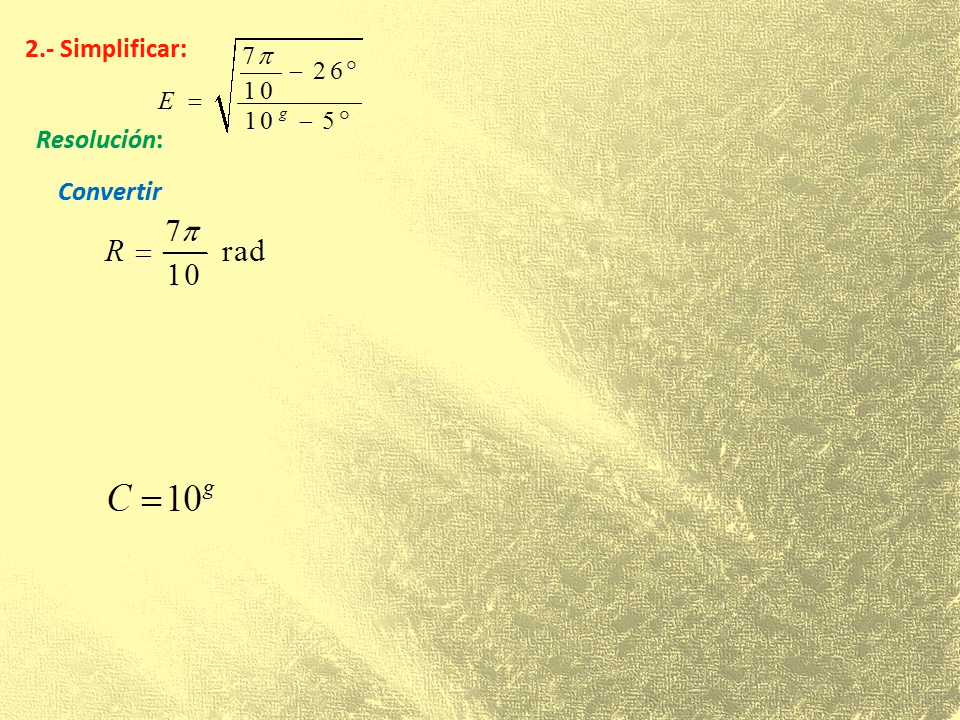 2.- Simplificar:
E = √((7π/10 − 26°)/(10^g − 5°))
Resolución:
Convertir
R = 7π/10 rad
C = 10^g